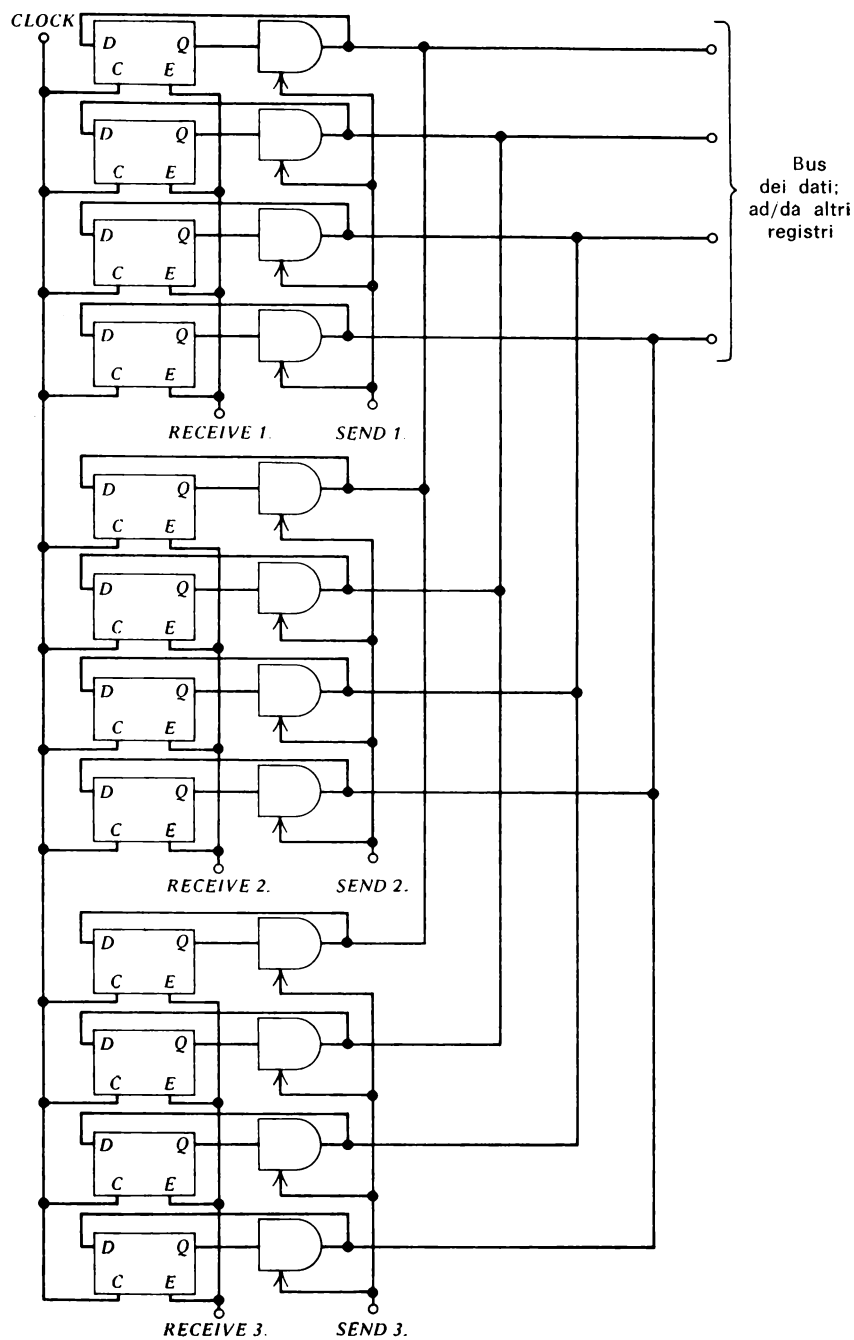 CLOCK
D Q
C E
D Q
C E
D Q
C E
D Q
C E
RECEIVE 1. SEND 1.
Bus
dei dati;
ad/da altri
registri
D Q
C E
D Q
C E
D Q
C E
D Q
C E
RECEIVE 2. SEND 2.
D Q
C E
D Q
C E
D Q
C E
D Q
C E
RECEIVE 3. SEND 3.